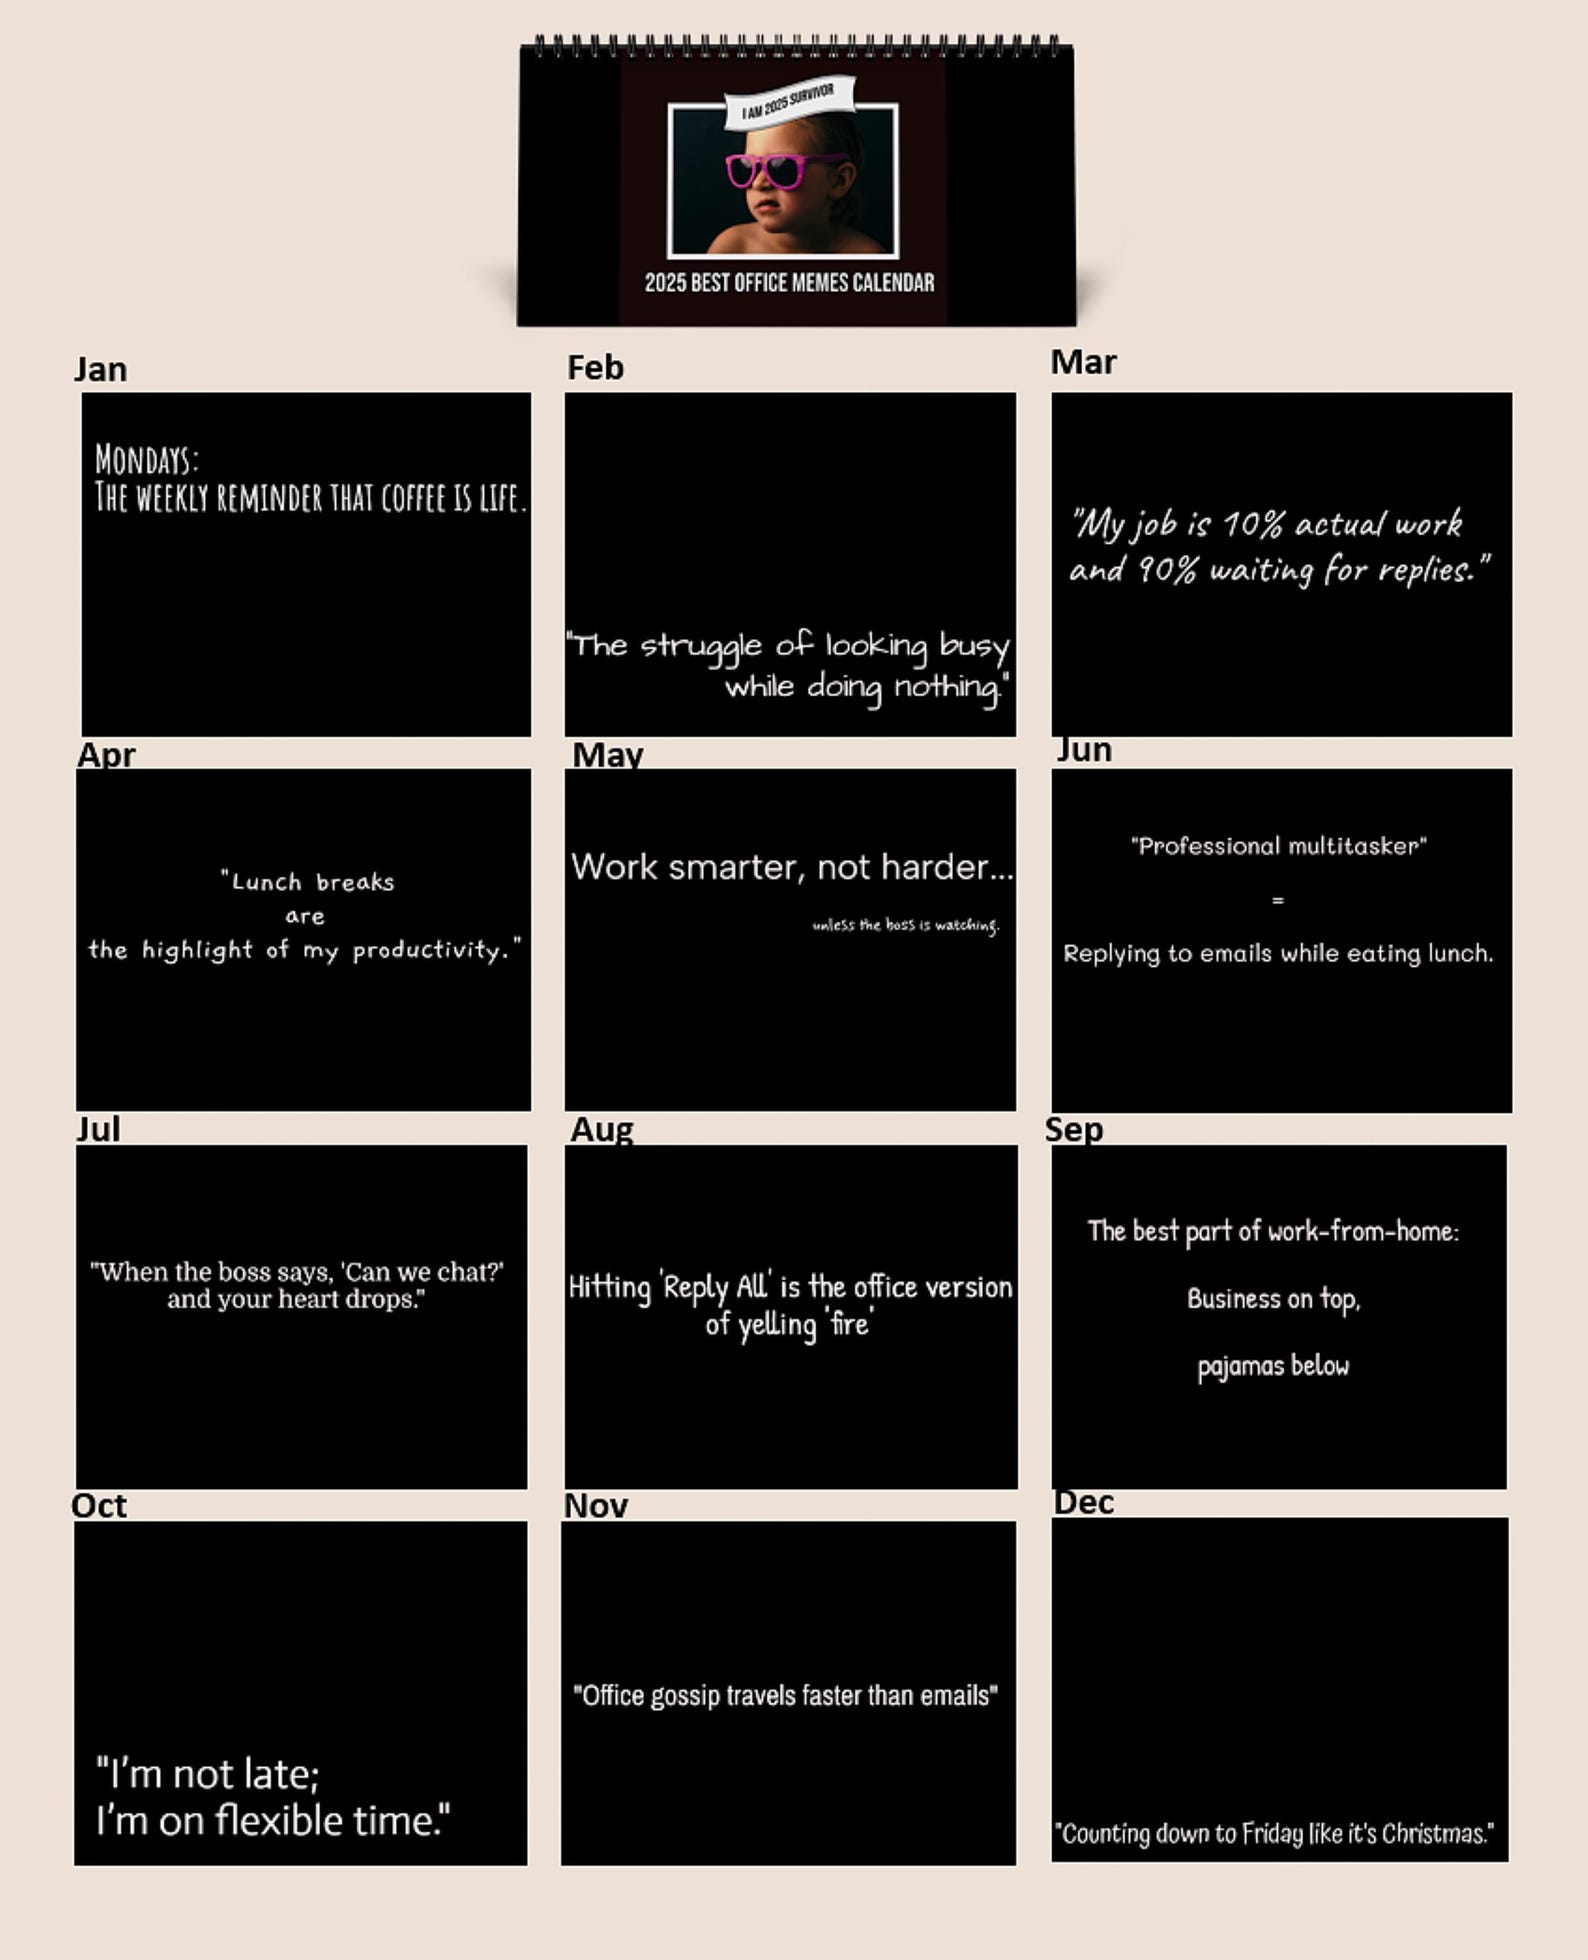 I AM 2025 SURVIVOR
2025 BEST OFFICE MEMES CALENDAR
Jan
Feb
Mar
MONDAYS:
THE WEEKLY REMINDER THAT COFFEE IS LIFE.
"The struggle of looking busy
while doing nothing."
"My job is 10% actual work
and 90% waiting for replies."
Apr
May
Jun
"Lunch breaks
are
the highlight of my productivity."
Work smarter, not harder...
unless the boss is watching.
"Professional multitasker"
=
Replying to emails while eating lunch.
Jul
Aug
Sep
"When the boss says, 'Can we chat?'
and your heart drops."
Hitting 'Reply All' is the office version
of yelling 'fire'
The best part of work-from-home:
Business on top,
pajamas below
Oct
Nov
Dec
"I'm not late;
I'm on flexible time."
"Office gossip travels faster than emails"
"Counting down to Friday like it's Christmas."